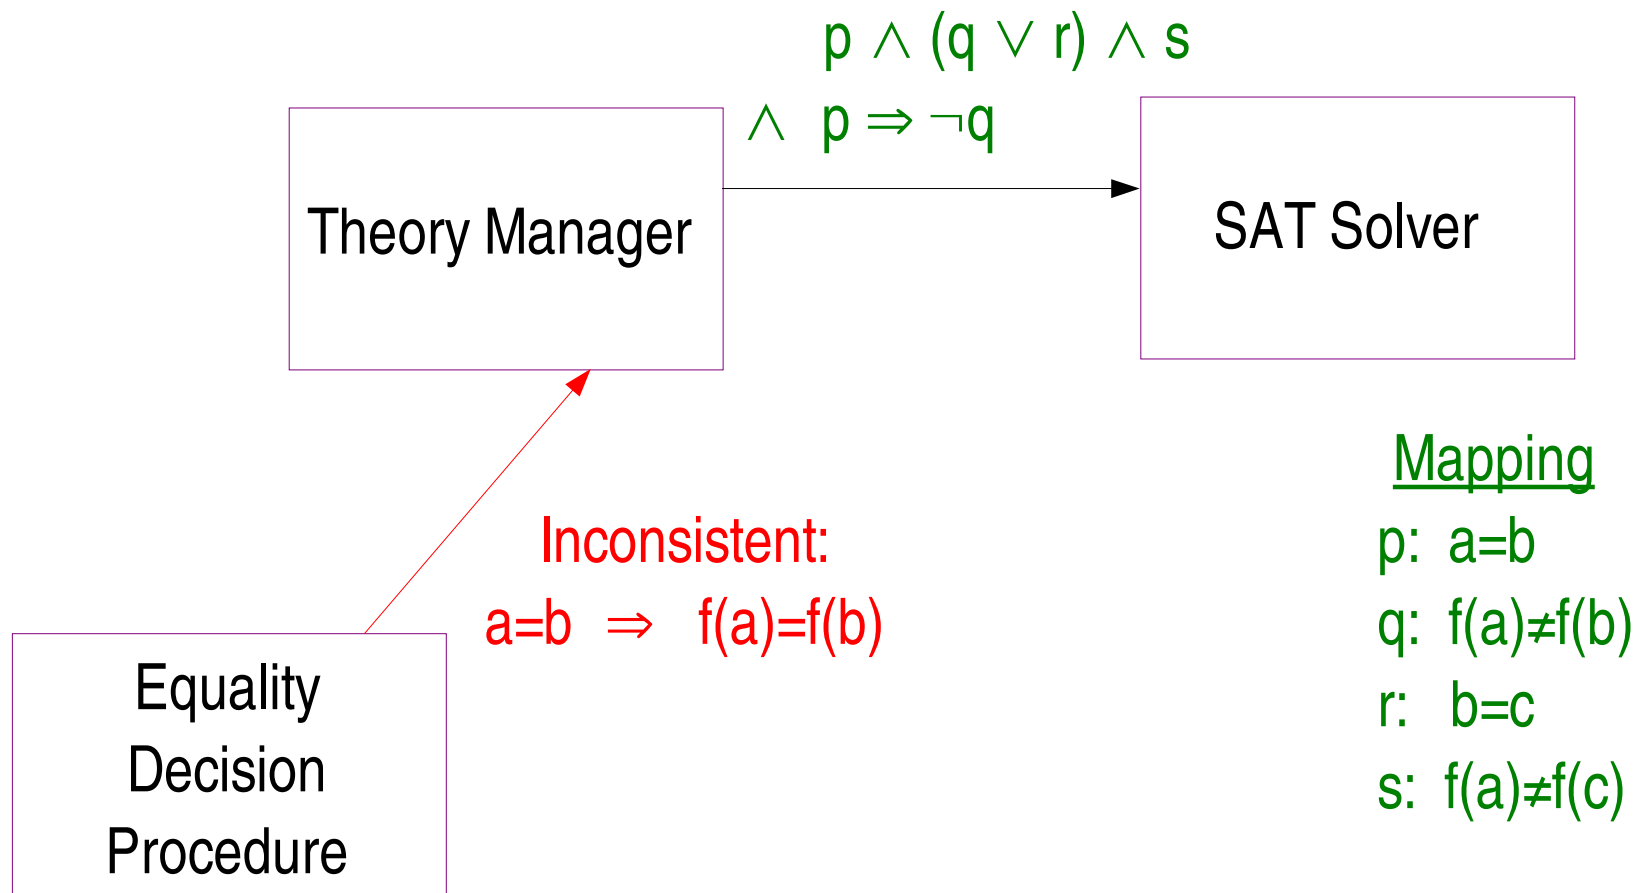 p ∧ (q ∨ r) ∧ s
∧ p ⇒ ¬q
Theory Manager
SAT Solver
Inconsistent:
a=b ⇒ f(a)=f(b)
Equality
Decision
Procedure
Mapping
p: a=b
q: f(a)≠f(b)
r: b=c
s: f(a)≠f(c)